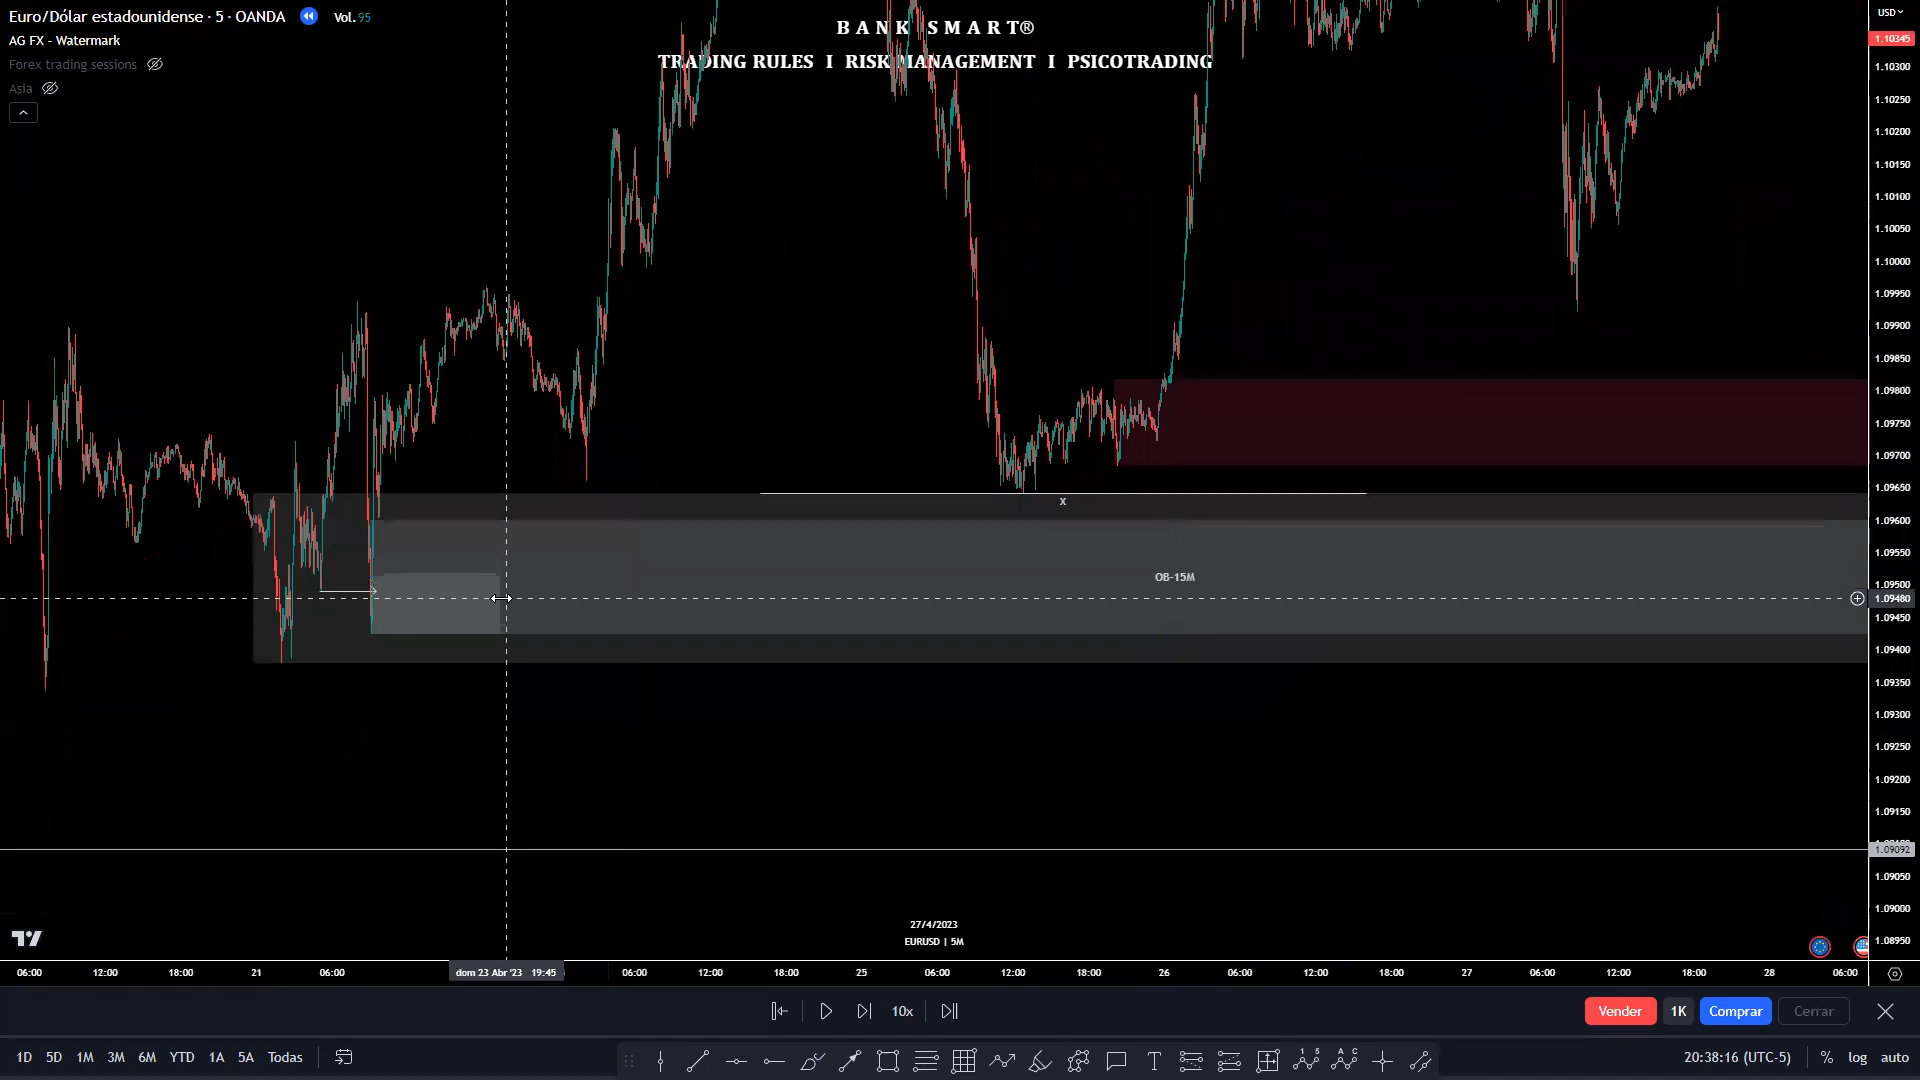 Euro/Dólar estadounidense · 5 · OANDA
Vol. 95
AG FX - Watermark
Forex trading sessions
Asia
BANK SMART®
TRADING RULES I RISK MANAGEMENT I PSICOTRADING
USD
1.10345
1.10300
1.10250
1.10200
1.10150
1.10100
1.10050
1.10000
1.09950
1.09900
1.09850
1.09800
1.09750
1.09700
1.09650
1.09600
1.09550
1.09500
1.09480
1.09450
1.09400
1.09350
1.09300
1.09250
1.09200
1.09150
1.09092
1.09050
1.09000
1.08950
X
OB-15M
27/4/2023
EURUSD | 5M
06:00 12:00 18:00 21 06:00 dom 23 Abr '23 19:45 06:00 12:00 18:00 25 06:00 12:00 18:00 26 06:00 12:00 18:00 27 06:00 12:00 18:00 28 06:00
10x
Vender 1K Comprar Cerrar
1D 5D 1M 3M 6M YTD 1A 5A Todas
20:38:16 (UTC-5) % log auto